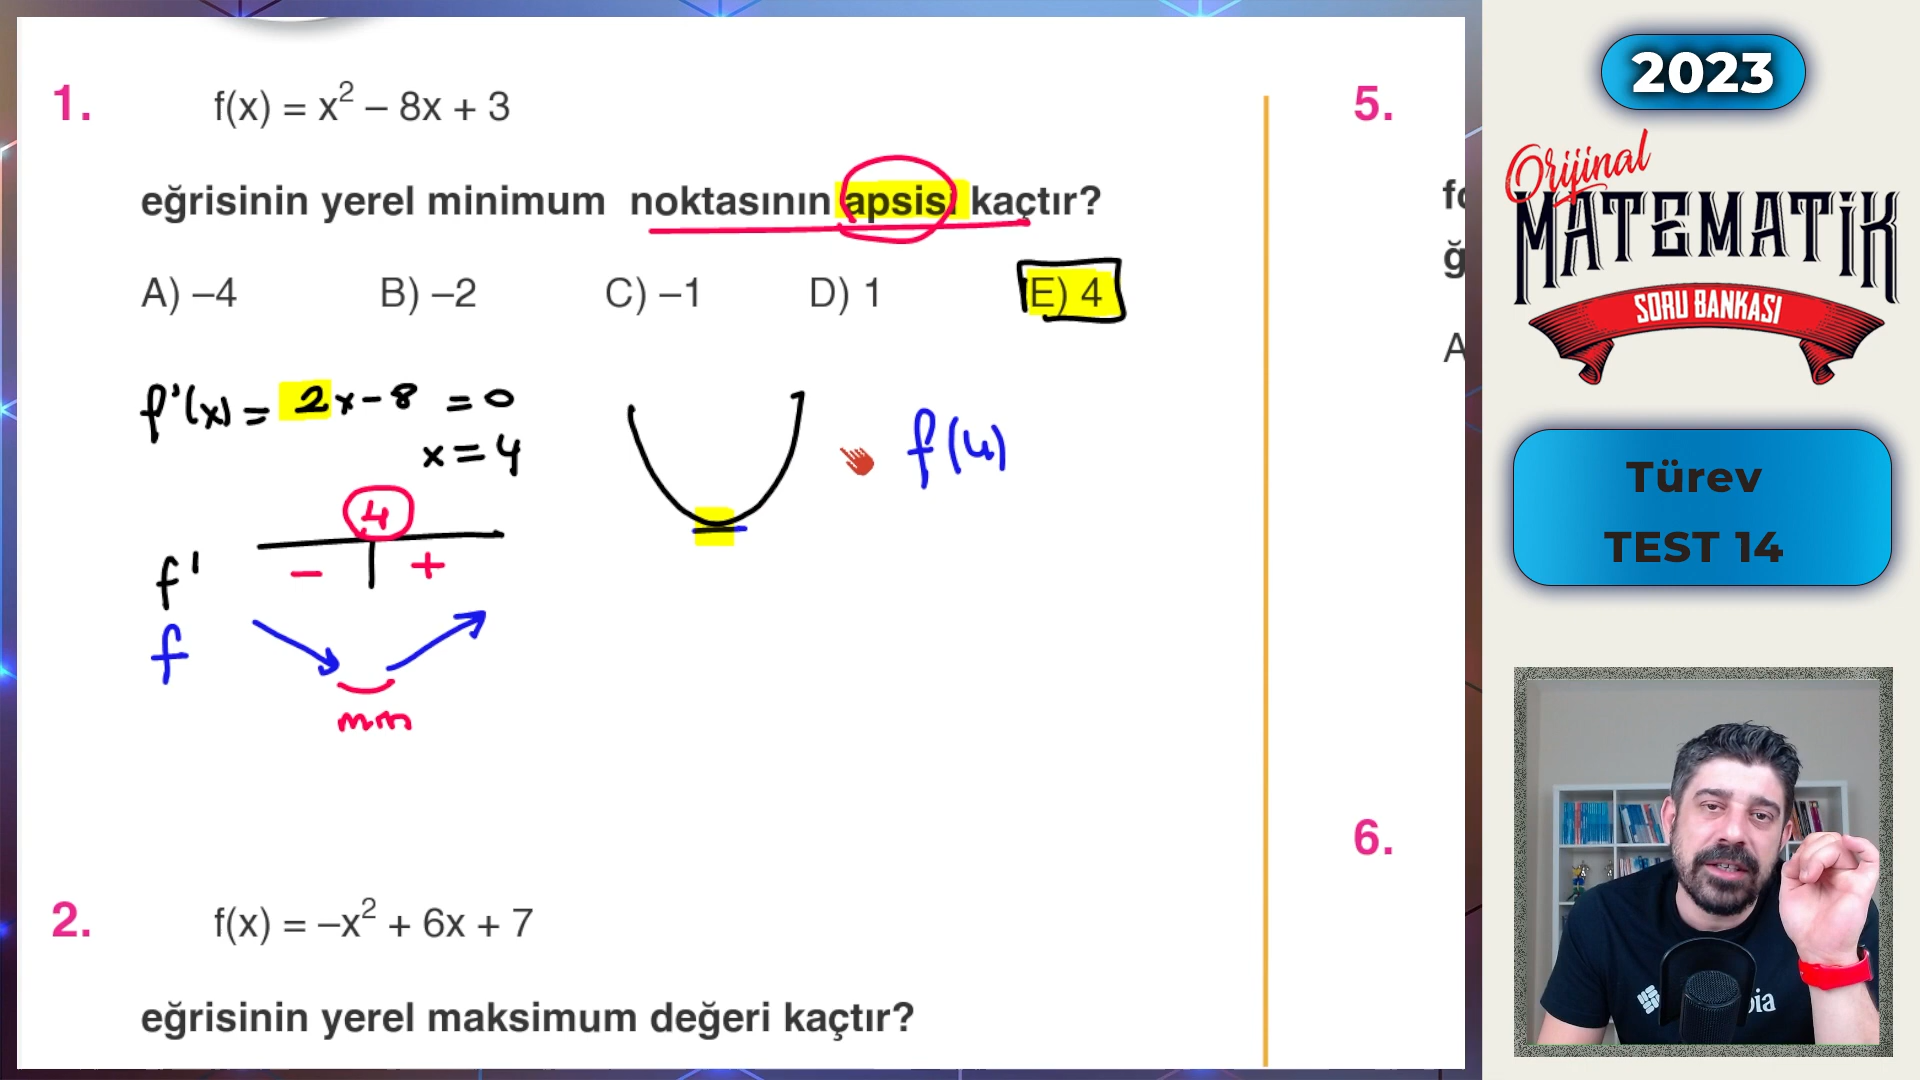 1.
f(x) = x² – 8x + 3
eğrisinin yerel minimum noktasının apsisi kaçtır?
A) –4 B) –2 C) –1 D) 1 E) 4
f'(x) = 2x-8 = 0
x = 4
f(4)
4
f' – +
f
min
2.
f(x) = –x² + 6x + 7
eğrisinin yerel maksimum değeri kaçtır?
5.
A
6.
2023
Orijinal
MATEMATİK
SORU BANKASI
Türev
TEST 14